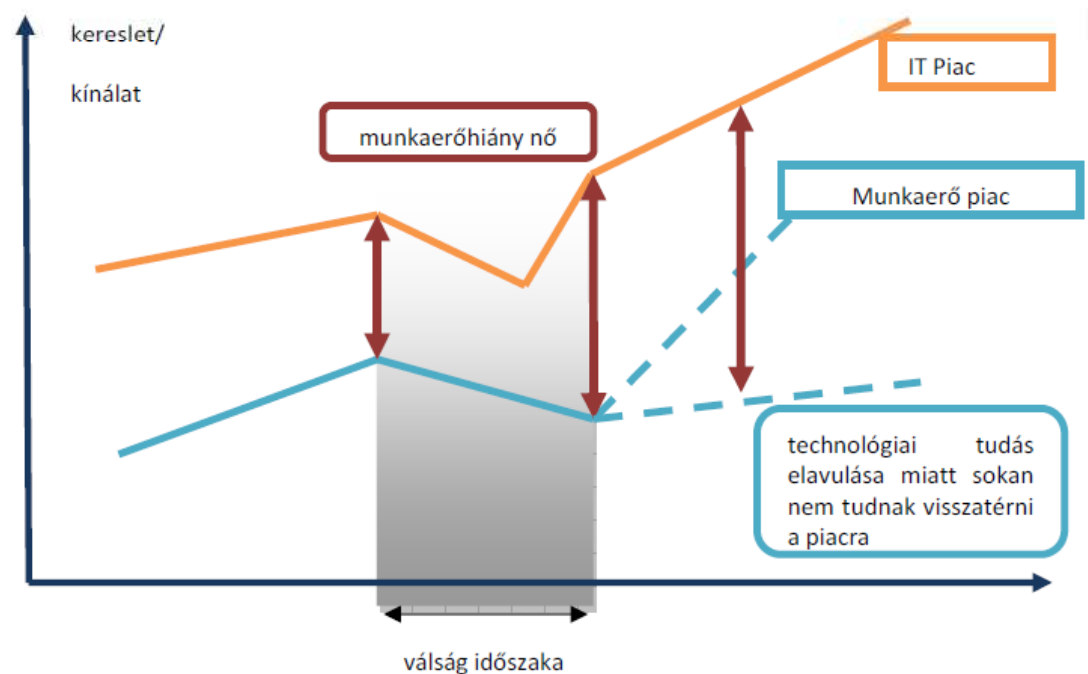 kereslet/
kínálat
IT Piac
munkaerőhiány nő
Munkaerő piac
technológiai tudás
elavulása miatt sokan
nem tudnak visszatérni
a piacra
válság időszaka